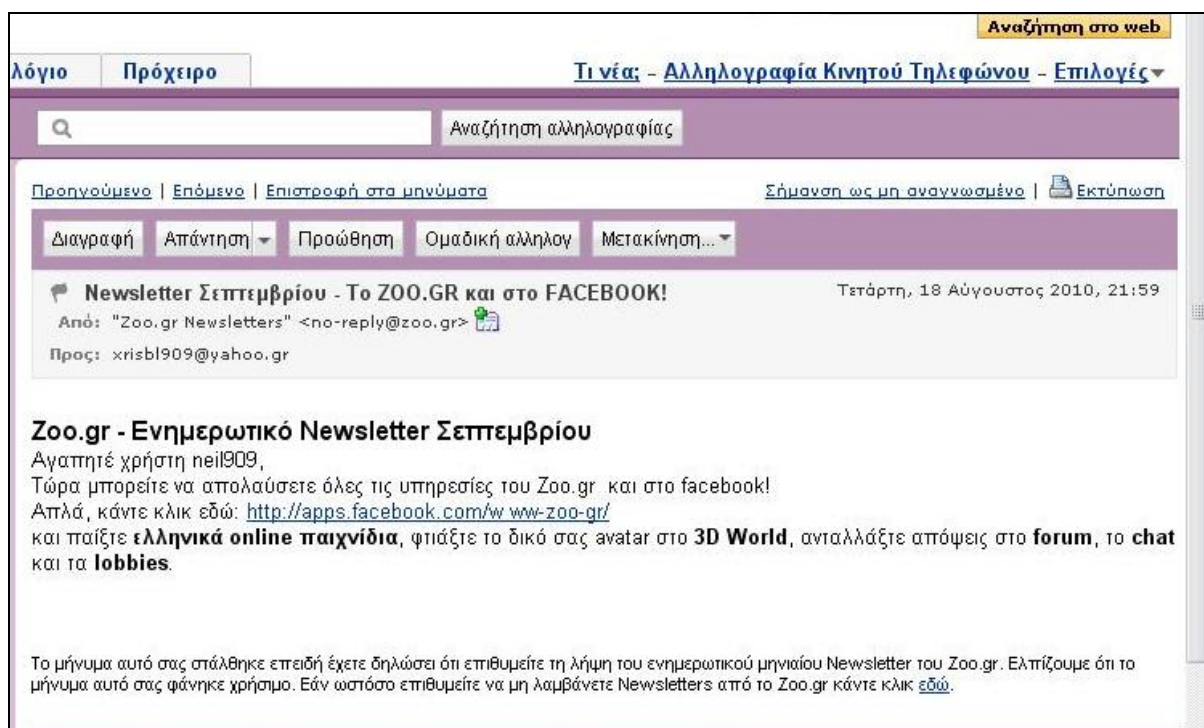 Αναζήτηση στο web
λόγιο Πρόχειρο Τι νέα; - Αλληλογραφία Κινητού Τηλεφώνου - Επιλογές
Αναζήτηση αλληλογραφίας
Προηγούμενο | Επόμενο | Επιστροφή στα μηνύματα Σήμανση ως μη αναγνωσμένο | Εκτύπωση
Διαγραφή Απάντηση Προώθηση Ομαδική αλληλογ Μετακίνηση...
Newsletter Σεπτεμβρίου - Το ZOO.GR και στο FACEBOOK! Τετάρτη, 18 Αύγουστος 2010, 21:59
Από: "Zoo.gr Newsletters" <no-reply@zoo.gr>
Προς: xrisbl909@yahoo.gr
Zoo.gr - Ενημερωτικό Newsletter Σεπτεμβρίου
Αγαπητέ χρήστη neil909,
Τώρα μπορείτε να απολαύσετε όλες τις υπηρεσίες του Zoo.gr και στο facebook!
Απλά, κάντε κλικ εδώ: http://apps.facebook.com/w ww-zoo-gr/
και παίξτε ελληνικά online παιχνίδια, φτιάξτε το δικό σας avatar στο 3D World, ανταλλάξτε απόψεις στο forum, το chat
και τα lobbies.
Το μήνυμα αυτό σας στάλθηκε επειδή έχετε δηλώσει ότι επιθυμείτε τη λήψη του ενημερωτικού μηνιαίου Newsletter του Zoo.gr. Ελπίζουμε ότι το
μήνυμα αυτό σας φάνηκε χρήσιμο. Εάν ωστόσο επιθυμείτε να μη λαμβάνετε Newsletters από το Zoo.gr κάντε κλικ εδώ.